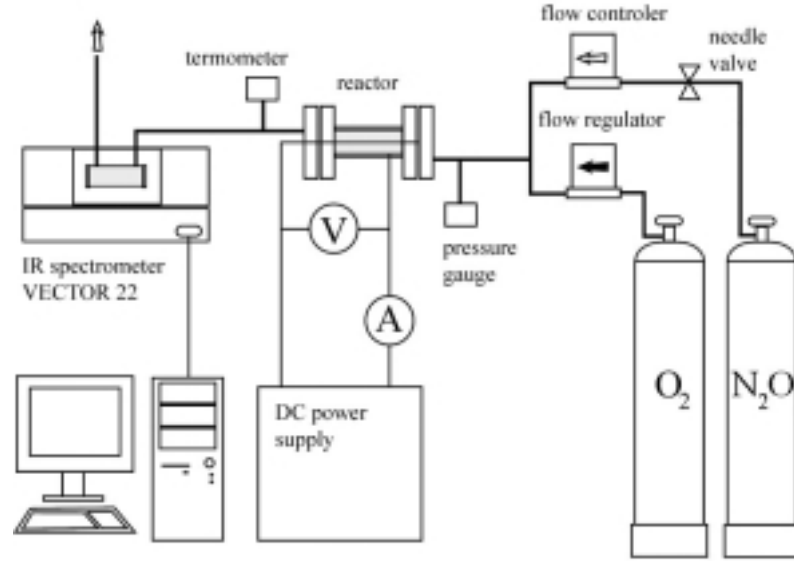 flow controler
needle
valve
termometer
reactor
flow regulator
V
pressure
gauge
IR spectrometer
VECTOR 22
A
O₂
N₂O
DC power
supply